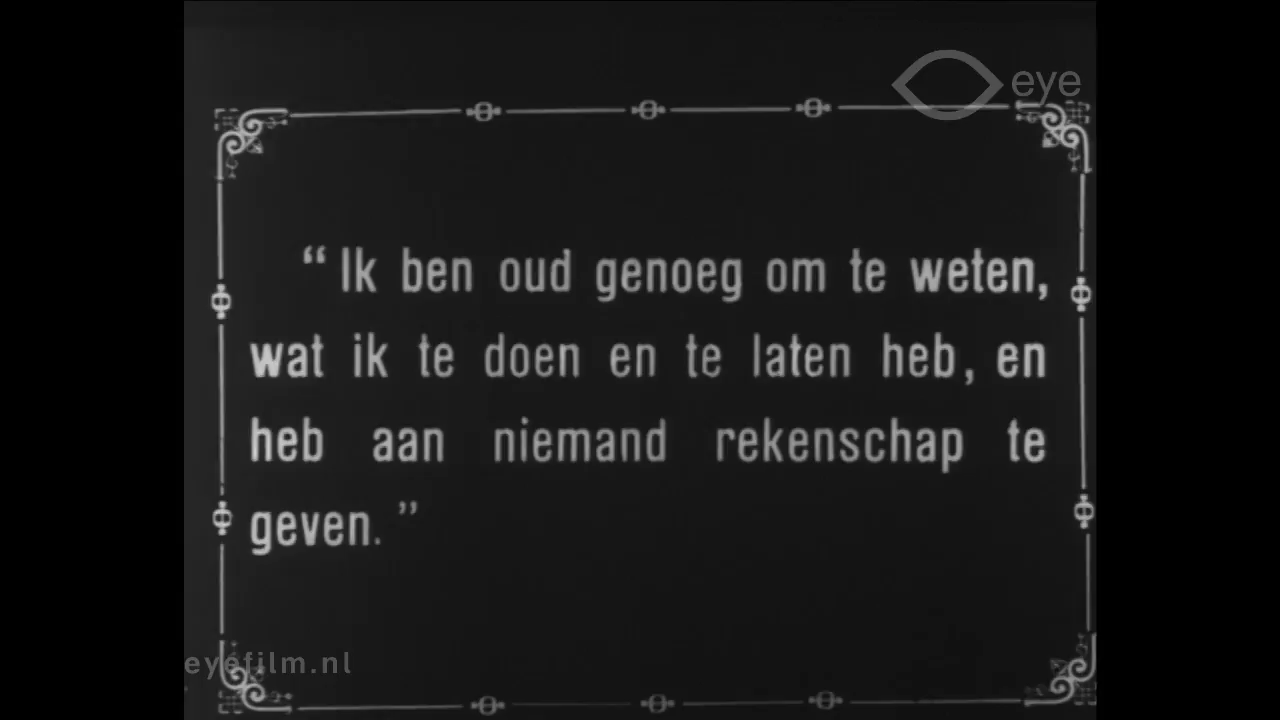 eye
“Ik ben oud genoeg om te weten,
wat ik te doen en te laten heb, en
heb aan niemand rekenschap te
geven.”
eyefilm.nl